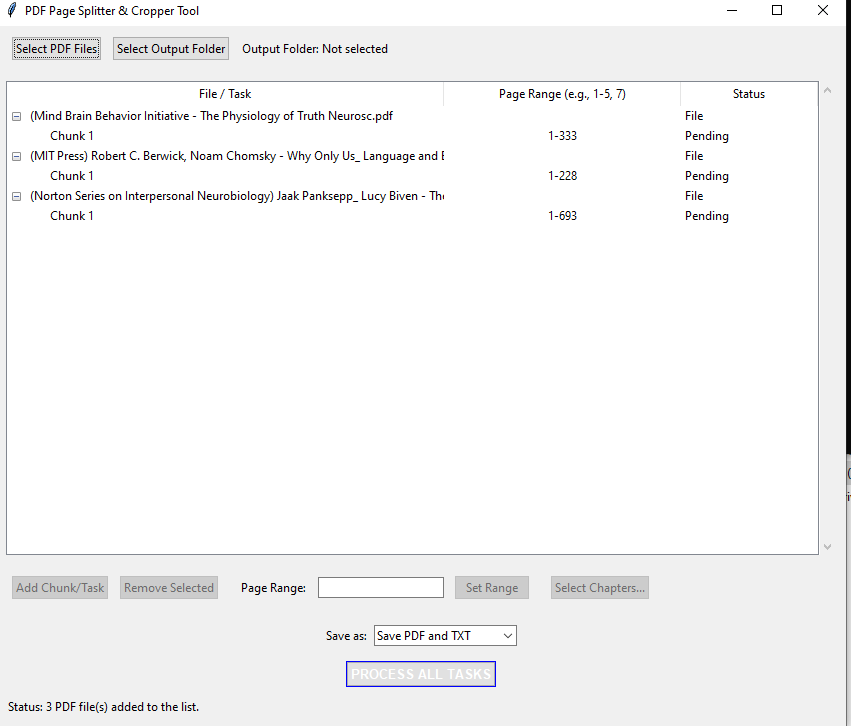 PDF Page Splitter & Cropper Tool
Select PDF Files Select Output Folder Output Folder: Not selected
File / Task Page Range (e.g., 1-5, 7) Status
(Mind Brain Behavior Initiative - The Physiology of Truth Neurosc.pdf File
Chunk 1 1-333 Pending
(MIT Press) Robert C. Berwick, Noam Chomsky - Why Only Us_ Language and E File
Chunk 1 1-228 Pending
(Norton Series on Interpersonal Neurobiology) Jaak Panksepp_ Lucy Biven - The File
Chunk 1 1-693 Pending
Add Chunk/Task Remove Selected Page Range: Set Range Select Chapters...
Save as: Save PDF and TXT
PROCESS ALL TASKS
Status: 3 PDF file(s) added to the list.